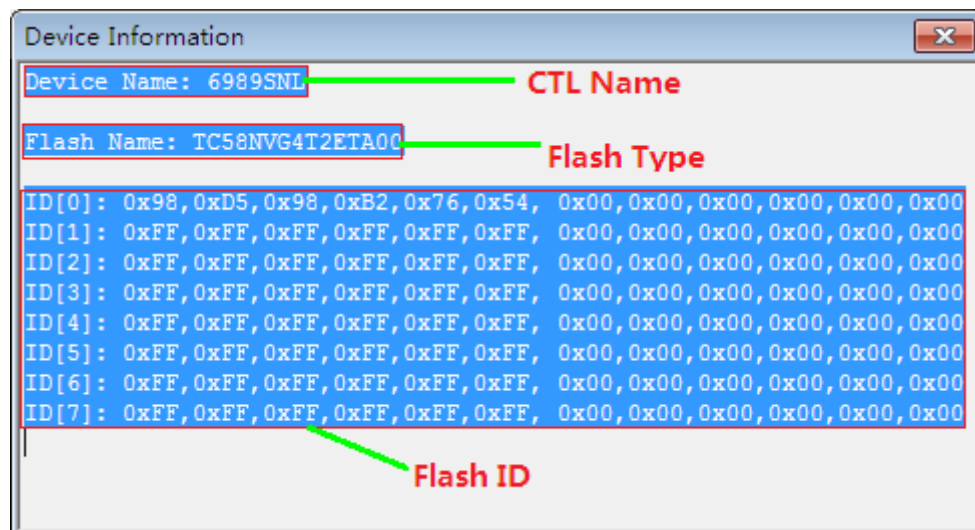 Device Information
Device Name: 6989SNL
CTL Name
Flash Name: TC58NVG4T2ETA00
Flash Type
ID[0]: 0x98,0xD5,0x98,0xB2,0x76,0x54, 0x00,0x00,0x00,0x00,0x00,0x00
ID[1]: 0xFF,0xFF,0xFF,0xFF,0xFF,0xFF, 0x00,0x00,0x00,0x00,0x00,0x00
ID[2]: 0xFF,0xFF,0xFF,0xFF,0xFF,0xFF, 0x00,0x00,0x00,0x00,0x00,0x00
ID[3]: 0xFF,0xFF,0xFF,0xFF,0xFF,0xFF, 0x00,0x00,0x00,0x00,0x00,0x00
ID[4]: 0xFF,0xFF,0xFF,0xFF,0xFF,0xFF, 0x00,0x00,0x00,0x00,0x00,0x00
ID[5]: 0xFF,0xFF,0xFF,0xFF,0xFF,0xFF, 0x00,0x00,0x00,0x00,0x00,0x00
ID[6]: 0xFF,0xFF,0xFF,0xFF,0xFF,0xFF, 0x00,0x00,0x00,0x00,0x00,0x00
ID[7]: 0xFF,0xFF,0xFF,0xFF,0xFF,0xFF, 0x00,0x00,0x00,0x00,0x00,0x00
Flash ID